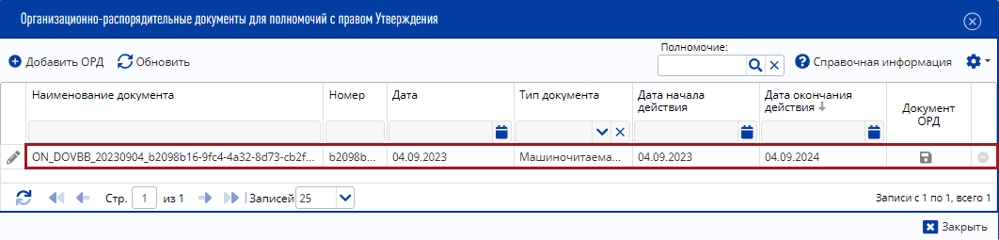 Организационно-распорядительные документы для полномочий с правом Утверждения
Полномочие:
Добавить ОРД Обновить Справочная информация
Наименование документа Номер Дата Тип документа Дата начала действия Дата окончания действия Документ ОРД
ON_DOVBB_20230904_b2098b16-9fc4-4a32-8d73-cb2f... b2098b... 04.09.2023 Машиночитаема... 04.09.2023 04.09.2024
Стр. 1 из 1 Записей 25 Записи с 1 по 1, всего 1
Закрыть